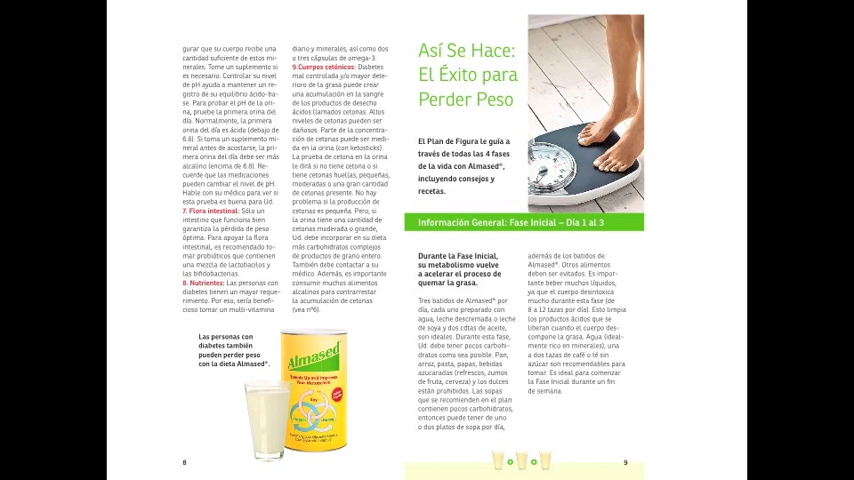 gurar que su cuerpo recibe una
cantidad suficiente de estos mi-
nerales. Tome un suplemento si
es necesario. Controlar su nivel
de pH ayuda a mantener un re-
gistro de su equilibrio ácido-ba-
se. Para probar el pH de la ori-
na, pruebe la primera orina del
día. Normalmente, la primera
orina del día es ácida (debajo de
6.6). Si toma un suplemento mi-
neral antes de acostarse, la pri-
mera orina del día debe ser más
alcalino (encima de 6.8). Re-
cuerde que las medicaciones
pueden cambiar el nivel de pH.
Hable con su médico para ver si
esta prueba es buena para Ud.
7. Flora intestinal: Sólo un
intestino que funciona bien
garantiza la pérdida de peso
óptima. Para apoyar la flora
intestinal, es recomendado to-
mar probióticos que contienen
una mezcla de lactobacilos y
las bifidobacterias.
8. Nutrientes: Las personas con
diabetes tienen un mayor reque-
rimiento. Por eso, sería benefi-
cioso tomar un multi-vitamina
diario y minerales, así como dos
o tres cápsulas de omega-3.
9.Cuerpos cetónicos: Diabetes
mal controlada y/o mayor dete-
rioro de la grasa puede crear
una acumulación en la sangre
de los productos de desecho
ácidos llamados cetonas. Altos
niveles de cetonas pueden ser
dañosos. Parte de la concentra-
ción de cetonas puede ser medi-
da en la orina (con ketosticks).
La prueba de cetona en la orina
le dirá si no tiene cetona o si
tiene cetonas huellas, pequeñas,
moderadas o una gran cantidad
de cetonas presente. No hay
problema si la producción de
cetonas es pequeña. Pero, si
la orina tiene una cantidad de
cetonas moderada o grande,
Ud. debe incorporar en su dieta
más carbohidratos complejos
de productos de grano entero.
También debe contactar a su
médico. Además, es importante
consumir muchos alimentos
alcalinos para contrarrestar
la acumulación de cetonas
(vea nº6).
Las personas con
diabetes también
pueden perder peso
con la dieta Almased®.
Almased
8
Así Se Hace:
El Éxito para
Perder Peso
El Plan de Figura le guía a
través de todas las 4 fases
de la vida con Almased®,
incluyendo consejos y
recetas.
Información General: Fase Inicial – Día 1 al 3
Durante la Fase Inicial,
su metabolismo vuelve
a acelerar el proceso de
quemar la grasa.
Tres batidos de Almased® por
día, cada uno preparado con
agua, leche descremada o leche
de soya y dos cdtas de aceite,
son ideales. Durante esta fase,
Ud. debe tener pocos carbohi-
dratos como sea posible. Pan,
arroz, pasta, papas, bebidas
azucaradas (refrescos, zumos
de fruta, cerveza) y los dulces
están prohibidos. Las sopas
que se recomienden en el plan
contienen pocos carbohidratos,
entonces puede tener de uno
o dos platos de sopa por día,
además de los batidos de
Almased®. Otros alimentos
deben ser evitados. Es impor-
tante beber muchos líquidos,
ya que el cuerpo desintoxica
mucho durante esta fase (de
8 a 12 tazas por día). Esto limpia
los productos ácidos que se
liberan cuando el cuerpo des-
compone la grasa. Agua (ideal-
mente rico en minerales), una
a dos tazas de café o té sin
azúcar son recomendables para
tomar. Es ideal para comenzar
la Fase Inicial durante un fin
de semana.
9